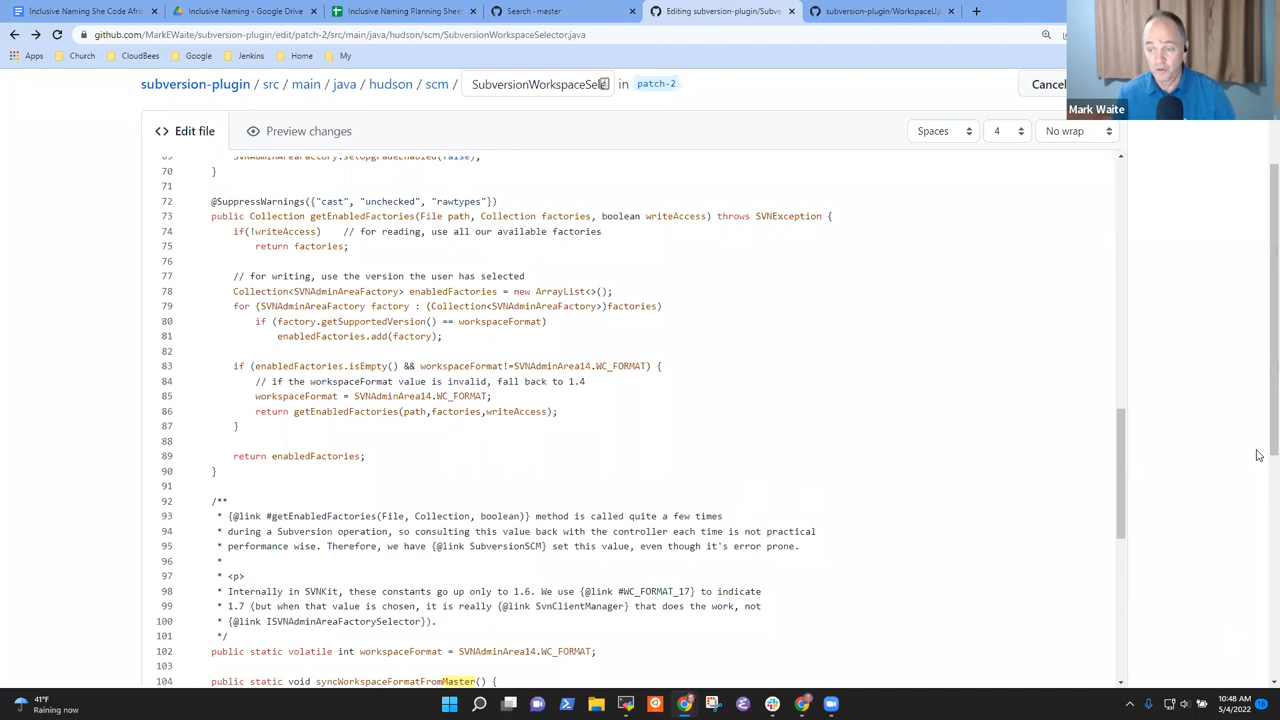 Inclusive Naming She Code Afric
Inclusive Naming - Google Drive
Inclusive Naming Planning Sheet
Search · master
Editing subversion-plugin/Subve
subversion-plugin/WorkspaceUp
github.com/MarkEWaite/subversion-plugin/edit/patch-2/src/main/java/hudson/scm/SubversionWorkspaceSelector.java
Apps Church CloudBees Google Jenkins Home My
subversion-plugin / src / main / java / hudson / scm / SubversionWorkspaceSele in patch-2
Cancel
Mark Waite
<> Edit file Preview changes Spaces 4 No wrap
69 SVNAdminAreaFactory.setUpgradeEnabled(false);
70 }
71
72 @SuppressWarnings({"cast", "unchecked", "rawtypes"})
73 public Collection getEnabledFactories(File path, Collection factories, boolean writeAccess) throws SVNException {
74 if(!writeAccess) // for reading, use all our available factories
75 return factories;
76
77 // for writing, use the version the user has selected
78 Collection<SVNAdminAreaFactory> enabledFactories = new ArrayList<>();
79 for (SVNAdminAreaFactory factory : (Collection<SVNAdminAreaFactory>)factories)
80 if (factory.getSupportedVersion() == workspaceFormat)
81 enabledFactories.add(factory);
82
83 if (enabledFactories.isEmpty() && workspaceFormat!=SVNAdminArea14.WC_FORMAT) {
84 // if the workspaceFormat value is invalid, fall back to 1.4
85 workspaceFormat = SVNAdminArea14.WC_FORMAT;
86 return getEnabledFactories(path,factories,writeAccess);
87 }
88
89 return enabledFactories;
90 }
91
92 /**
93 * {@link #getEnabledFactories(File, Collection, boolean)} method is called quite a few times
94 * during a Subversion operation, so consulting this value back with the controller each time is not practical
95 * performance wise. Therefore, we have {@link SubversionSCM} set this value, even though it's error prone.
96 *
97 * <p>
98 * Internally in SVNKit, these constants go up only to 1.6. We use {@link #WC_FORMAT_17} to indicate
99 * 1.7 (but when that value is chosen, it is really {@link SvnClientManager} that does the work, not
100 * {@link ISVNAdminAreaFactorySelector}).
101 */
102 public static volatile int workspaceFormat = SVNAdminArea14.WC_FORMAT;
103
104 public static void syncWorkspaceFormatFromMaster() {
41°F
Raining now
10:48 AM
5/4/2022
16